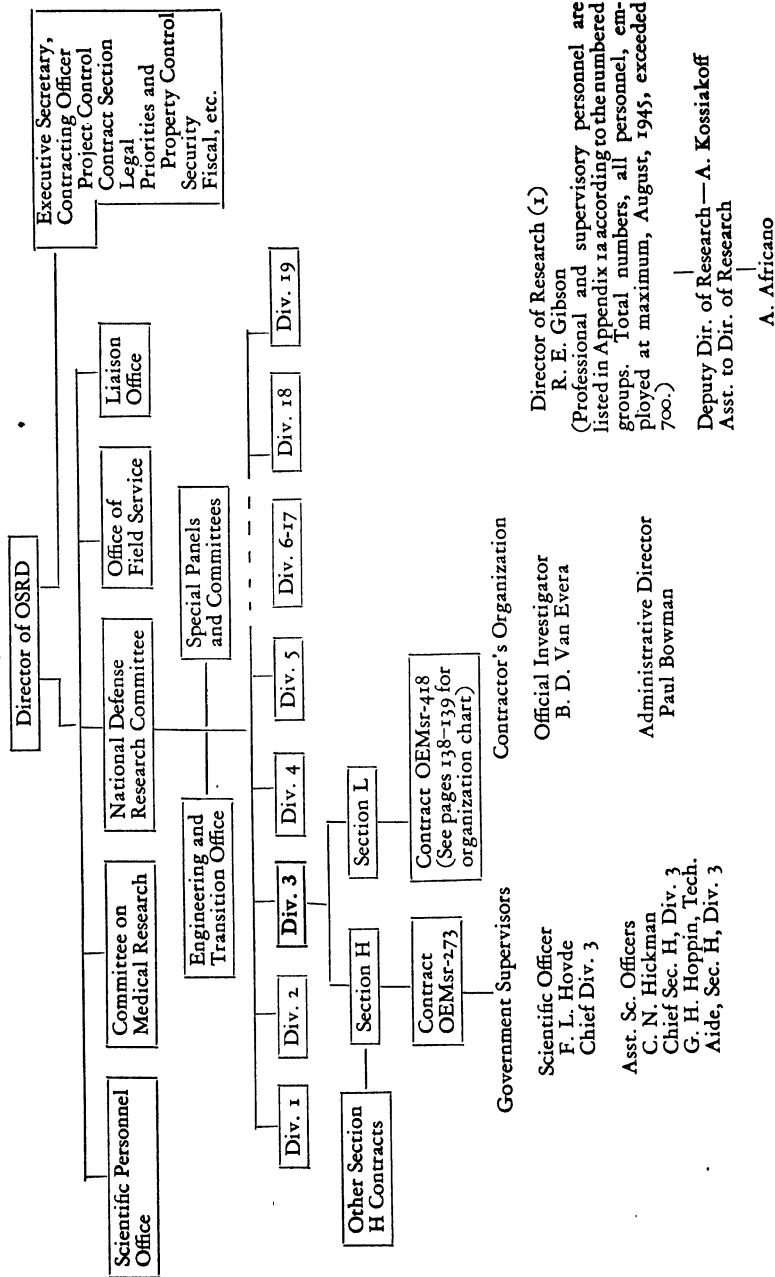 Director of OSRD
Executive Secretary,
Contracting Officer
Project Control
Contract Section
Legal
Priorities and
Property Control
Security
Fiscal, etc.
Scientific Personnel
Office
Committee on
Medical Research
National Defense
Research Committee
Office of
Field Service
Liaison
Office
Engineering and
Transition Office
Special Panels
and Committees
Div. 1
Div. 2
Div. 3
Div. 4
Div. 5
Div. 6-17
Div. 18
Div. 19
Other Section
H Contracts
Section H
Section L
Contract
OEMsr-273
Contract OEMsr-418
(See pages 138–139 for
organization chart)
Government Supervisors
Scientific Officer
F. L. Hovde
Chief Div. 3
Asst. Sc. Officers
C. N. Hickman
Chief Sec. H, Div. 3
G. H. Hoppin, Tech.
Aide, Sec. H, Div. 3
Contractor's Organization
Official Investigator
B. D. Van Evera
Administrative Director
Paul Bowman
Director of Research (1)
R. E. Gibson
(Professional and supervisory personnel are
listed in Appendix 1a according to the numbered
groups. Total numbers, all personnel, em-
ployed at maximum, August, 1945, exceeded
700.)
Deputy Dir. of Research—A. Kossiakoff
Asst. to Dir. of Research
A. Africano